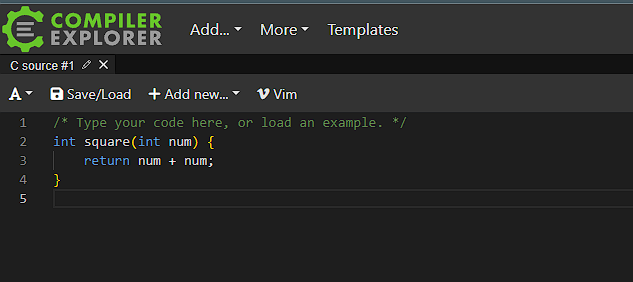 COMPILER
EXPLORER
Add... More Templates
C source #1
A Save/Load + Add new... Vim
1 /* Type your code here, or load an example. */
2 int square(int num) {
3 return num + num;
4 }
5